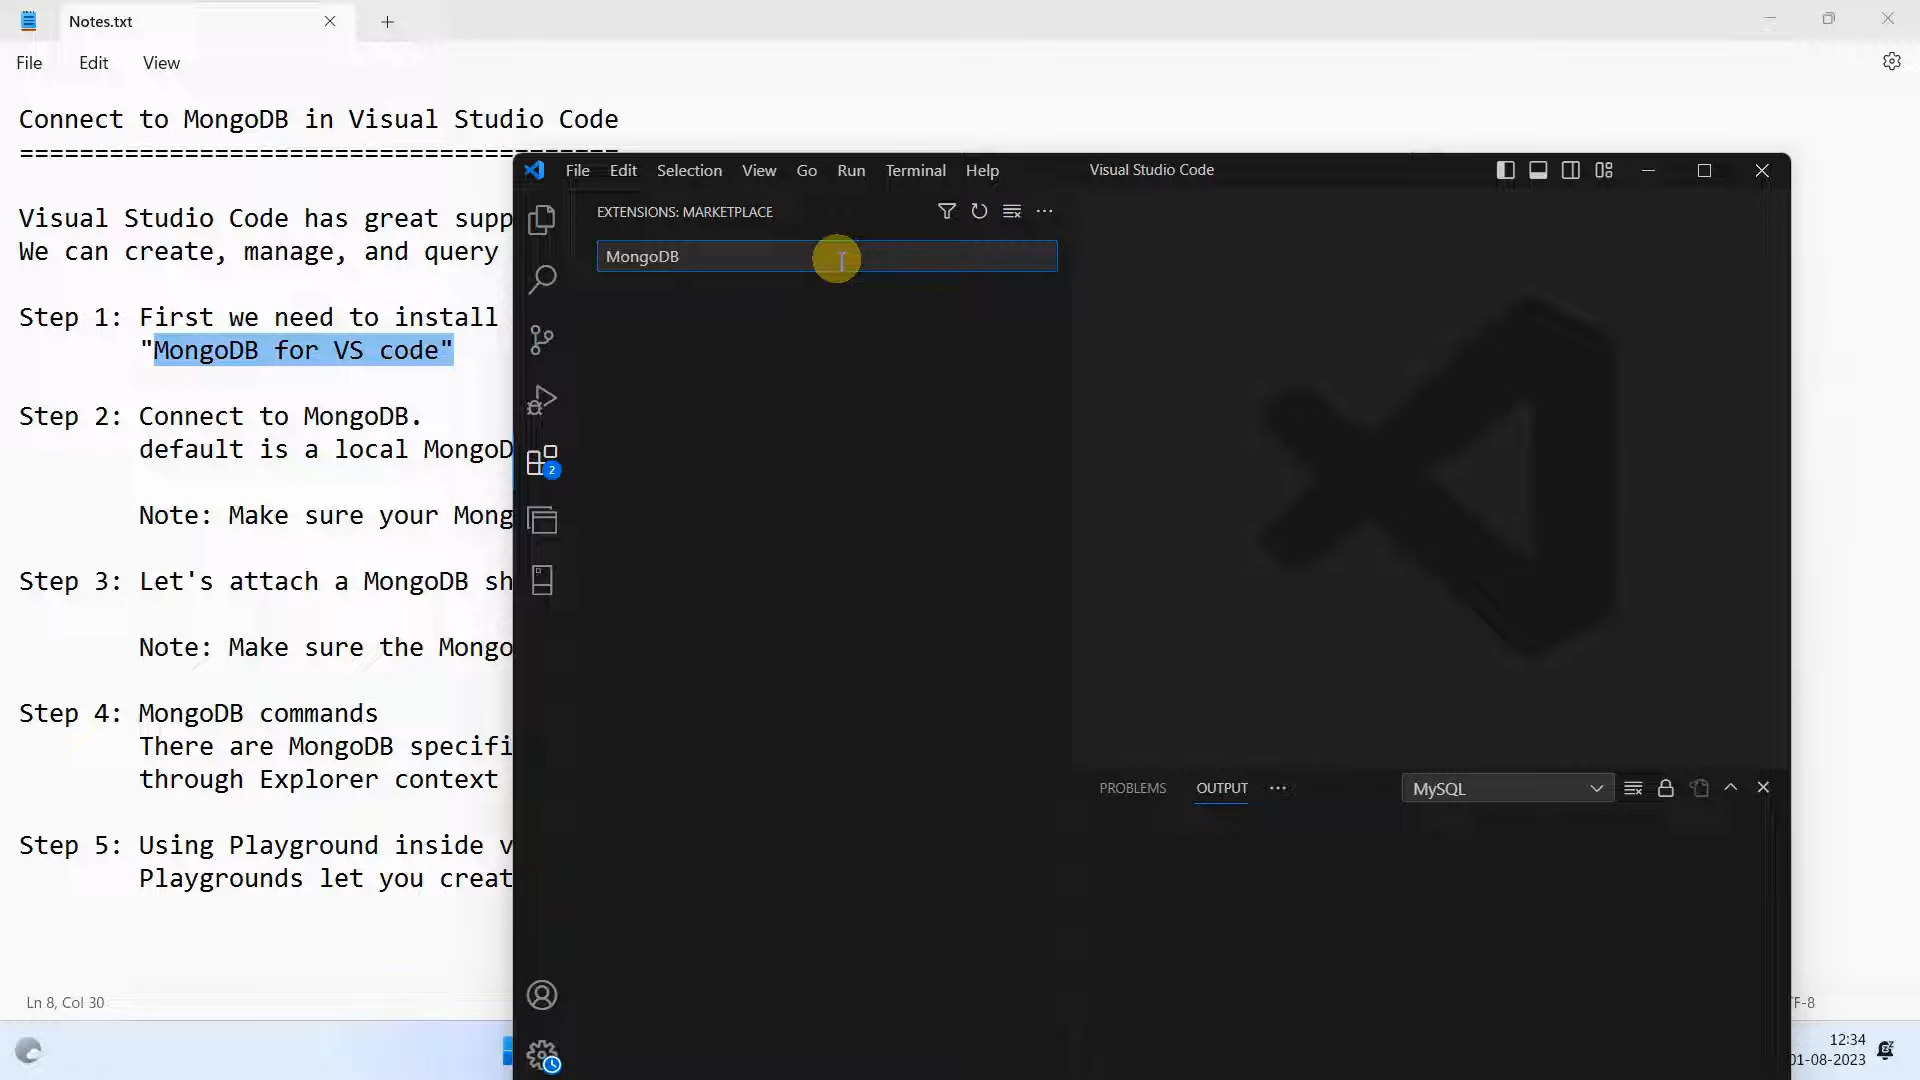 Notes.txt
File Edit View
Connect to MongoDB in Visual Studio Code
========================================
Visual Studio Code has great supp
We can create, manage, and query
Step 1: First we need to install
"MongoDB for VS code"
Step 2: Connect to MongoDB.
default is a local MongoD
Note: Make sure your Mong
Step 3: Let's attach a MongoDB sh
Note: Make sure the Mongo
Step 4: MongoDB commands
There are MongoDB specifi
through Explorer context
Step 5: Using Playground inside v
Playgrounds let you creat
Ln 8, Col 30
File Edit Selection View Go Run Terminal Help
Visual Studio Code
EXTENSIONS: MARKETPLACE
MongoDB
2
PROBLEMS OUTPUT
MySQL
TF-8
12:34
01-08-2023